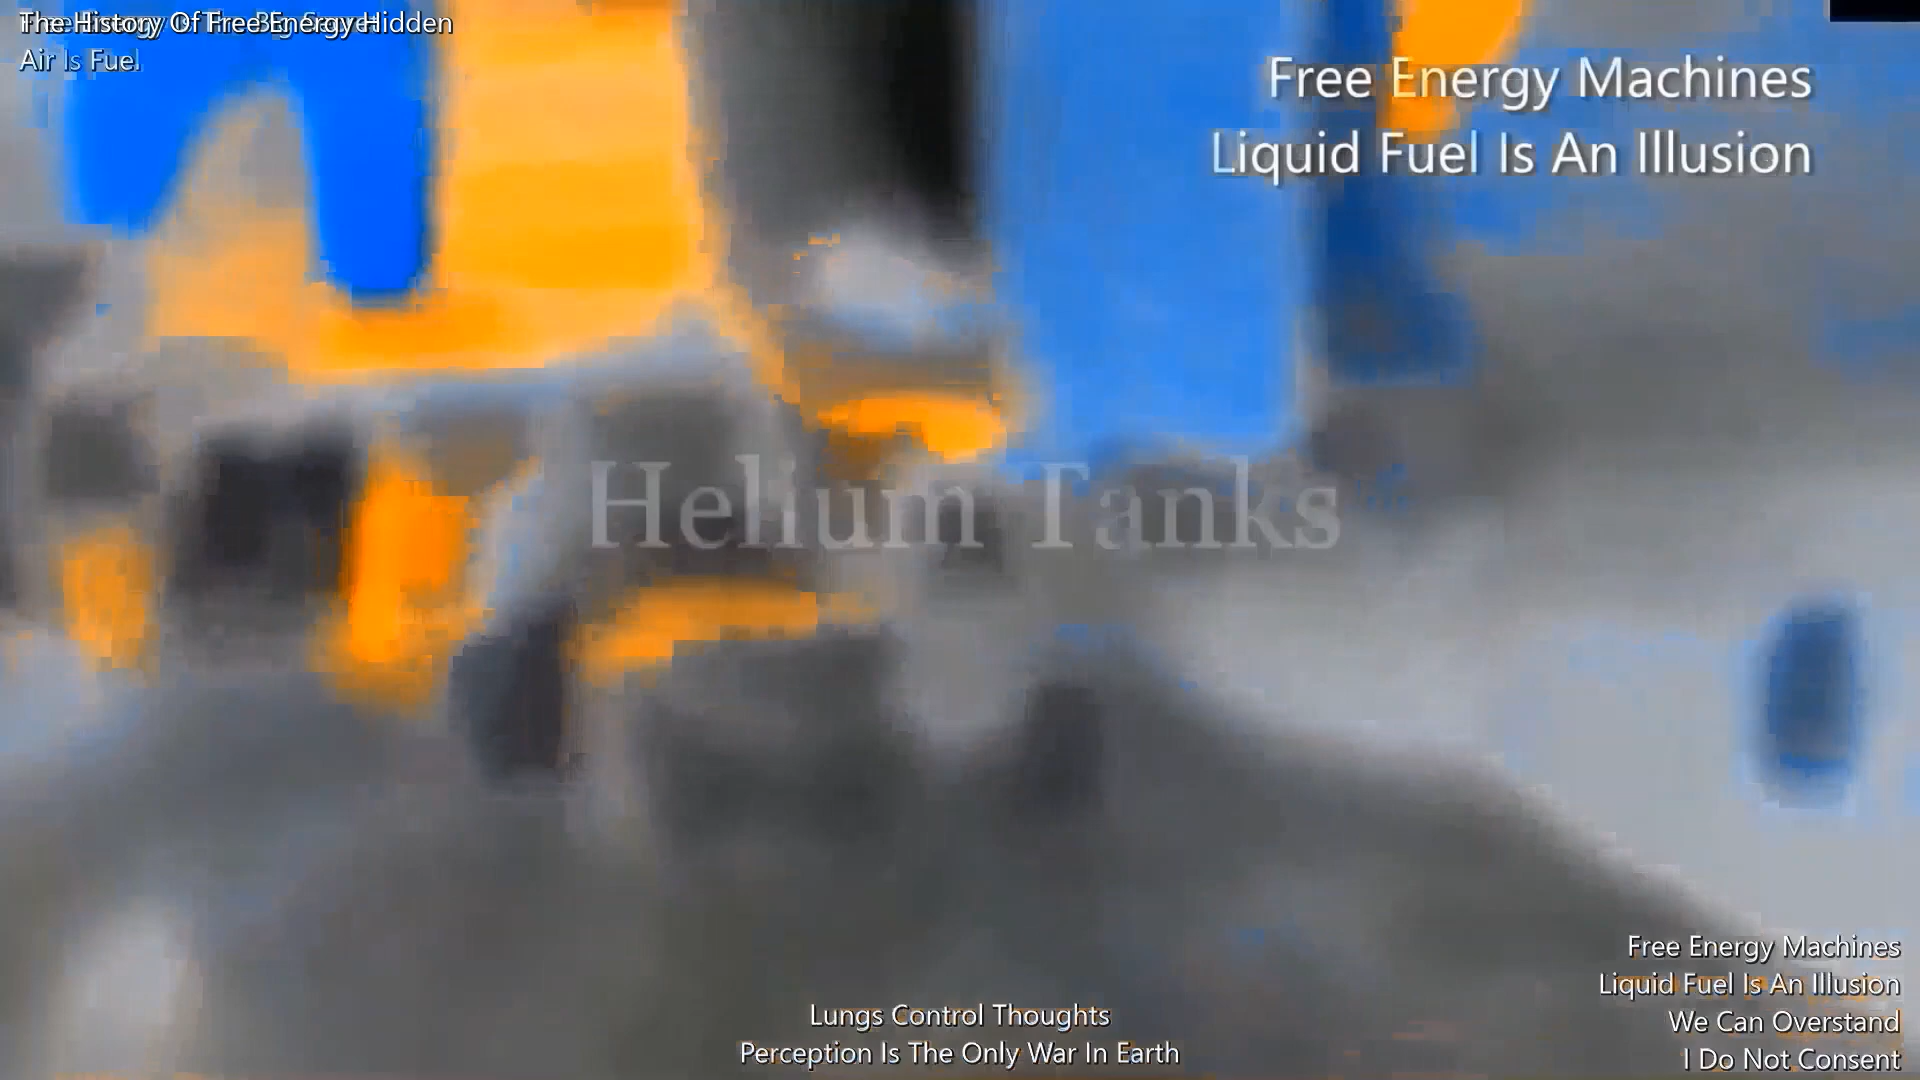 The History Of Free Energy Hidden
Air Is Fuel
Free Energy Machines
Liquid Fuel Is An Illusion
Helium Tanks
Lungs Control Thoughts
Perception Is The Only War In Earth
Free Energy Machines
Liquid Fuel Is An Illusion
We Can Overstand
I Do Not Consent